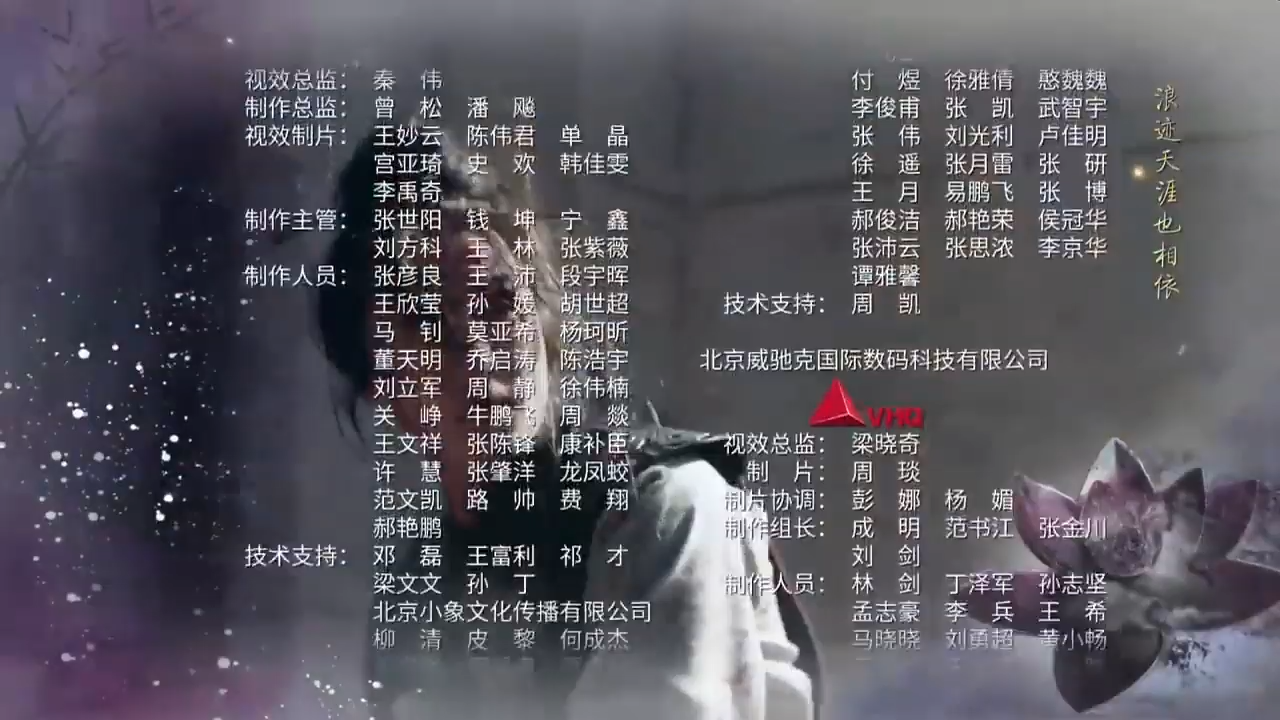 视效总监： 秦 伟
制作总监： 曾 松 潘 飚
视效制片： 王妙云 陈伟君 单 晶
宫亚琦 史 欢 韩佳雯
李禹奇
制作主管： 张世阳 钱 坤 宁 鑫
刘方科 王 林 张紫薇
制作人员： 张彦良 王 沛 段宇晖
王欣莹 孙 媛 胡世超
马 钊 莫亚希 杨珂昕
董天明 乔启涛 陈浩宇
刘立军 周 静 徐伟楠
关 峥 牛鹏飞 周 燚
王文祥 张陈锋 康补臣
许 慧 张肇洋 龙凤蛟
范文凯 路 帅 费 翔
郝艳鹏
技术支持： 邓 磊 王富利 祁 才
梁文文 孙 丁
北京小象文化传播有限公司
柳 清 皮 黎 何成杰
付 煜 徐雅倩 憨魏魏
李俊甫 张 凯 武智宇
张 伟 刘光利 卢佳明
徐 遥 张月雷 张 研
王 月 易鹏飞 张 博
郝俊洁 郝艳荣 侯冠华
张沛云 张思浓 李京华
谭雅馨
技术支持： 周 凯
北京威驰克国际数码科技有限公司
VHQ
视效总监： 梁晓奇
制 片： 周 琰
制片协调： 彭 娜 杨 媚
制作组长： 成 明 范书江 张金川
刘 剑
制作人员： 林 剑 丁泽军 孙志坚
孟志豪 李 兵 王 希
马晓晓 刘勇超 黄小畅
浪迹天涯也相依